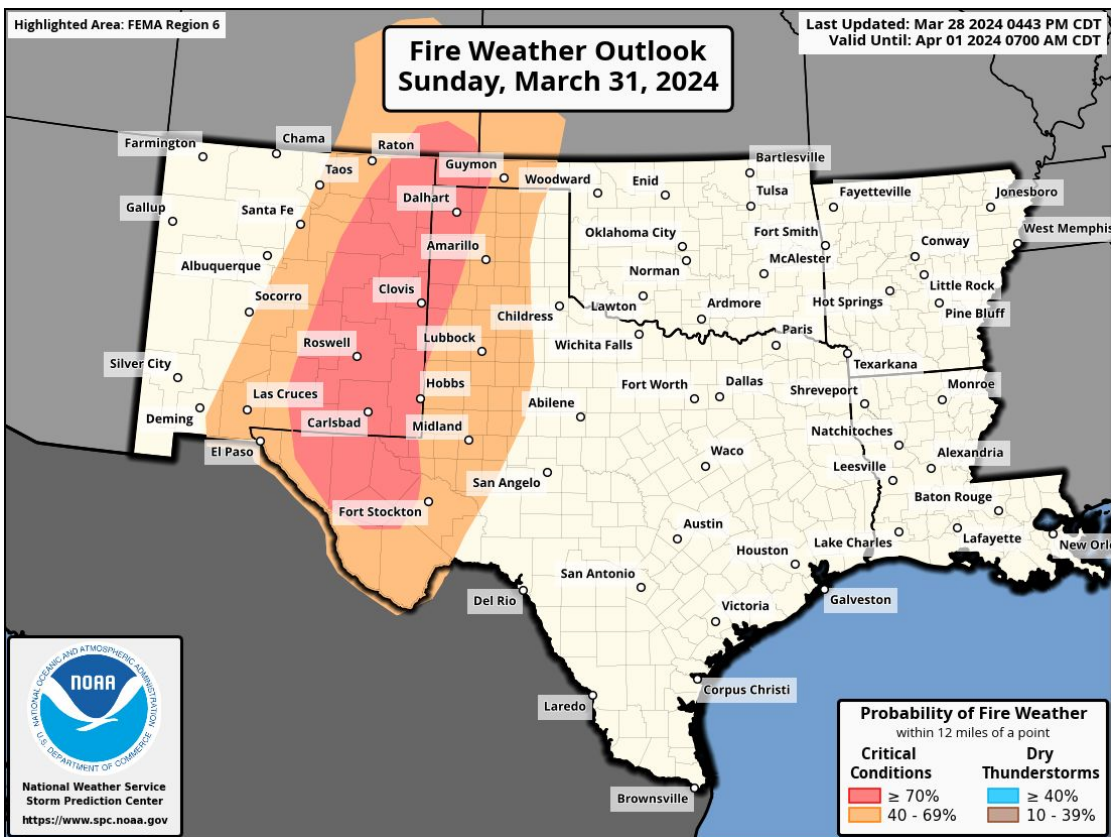 Highlighted Area: FEMA Region 6
Fire Weather Outlook
Sunday, March 31, 2024
Last Updated: Mar 28 2024 0443 PM CDT
Valid Until: Apr 01 2024 0700 AM CDT
Farmington
Chama
Raton
Taos
Guymon
Woodward
Enid
Bartlesville
Tulsa
Fayetteville
Jonesboro
Gallup
Santa Fe
Dalhart
Oklahoma City
Fort Smith
West Memphis
Albuquerque
Amarillo
Norman
McAlester
Conway
Little Rock
Socorro
Clovis
Childress
Lawton
Ardmore
Hot Springs
Pine Bluff
Roswell
Lubbock
Wichita Falls
Paris
Texarkana
Silver City
Las Cruces
Hobbs
Fort Worth
Dallas
Shreveport
Monroe
Deming
Carlsbad
Midland
Abilene
Natchitoches
El Paso
Waco
Leesville
Alexandria
San Angelo
Baton Rouge
Fort Stockton
Austin
Lake Charles
Lafayette
New Orl
Houston
San Antonio
Del Rio
Victoria
Galveston
Laredo
Corpus Christi
Brownsville
NATIONAL OCEANIC AND ATMOSPHERIC ADMINISTRATION
NOAA
U.S. DEPARTMENT OF COMMERCE
National Weather Service
Storm Prediction Center
https://www.spc.noaa.gov
Probability of Fire Weather
within 12 miles of a point
Critical
Conditions
≥ 70%
40 - 69%
Dry
Thunderstorms
≥ 40%
10 - 39%